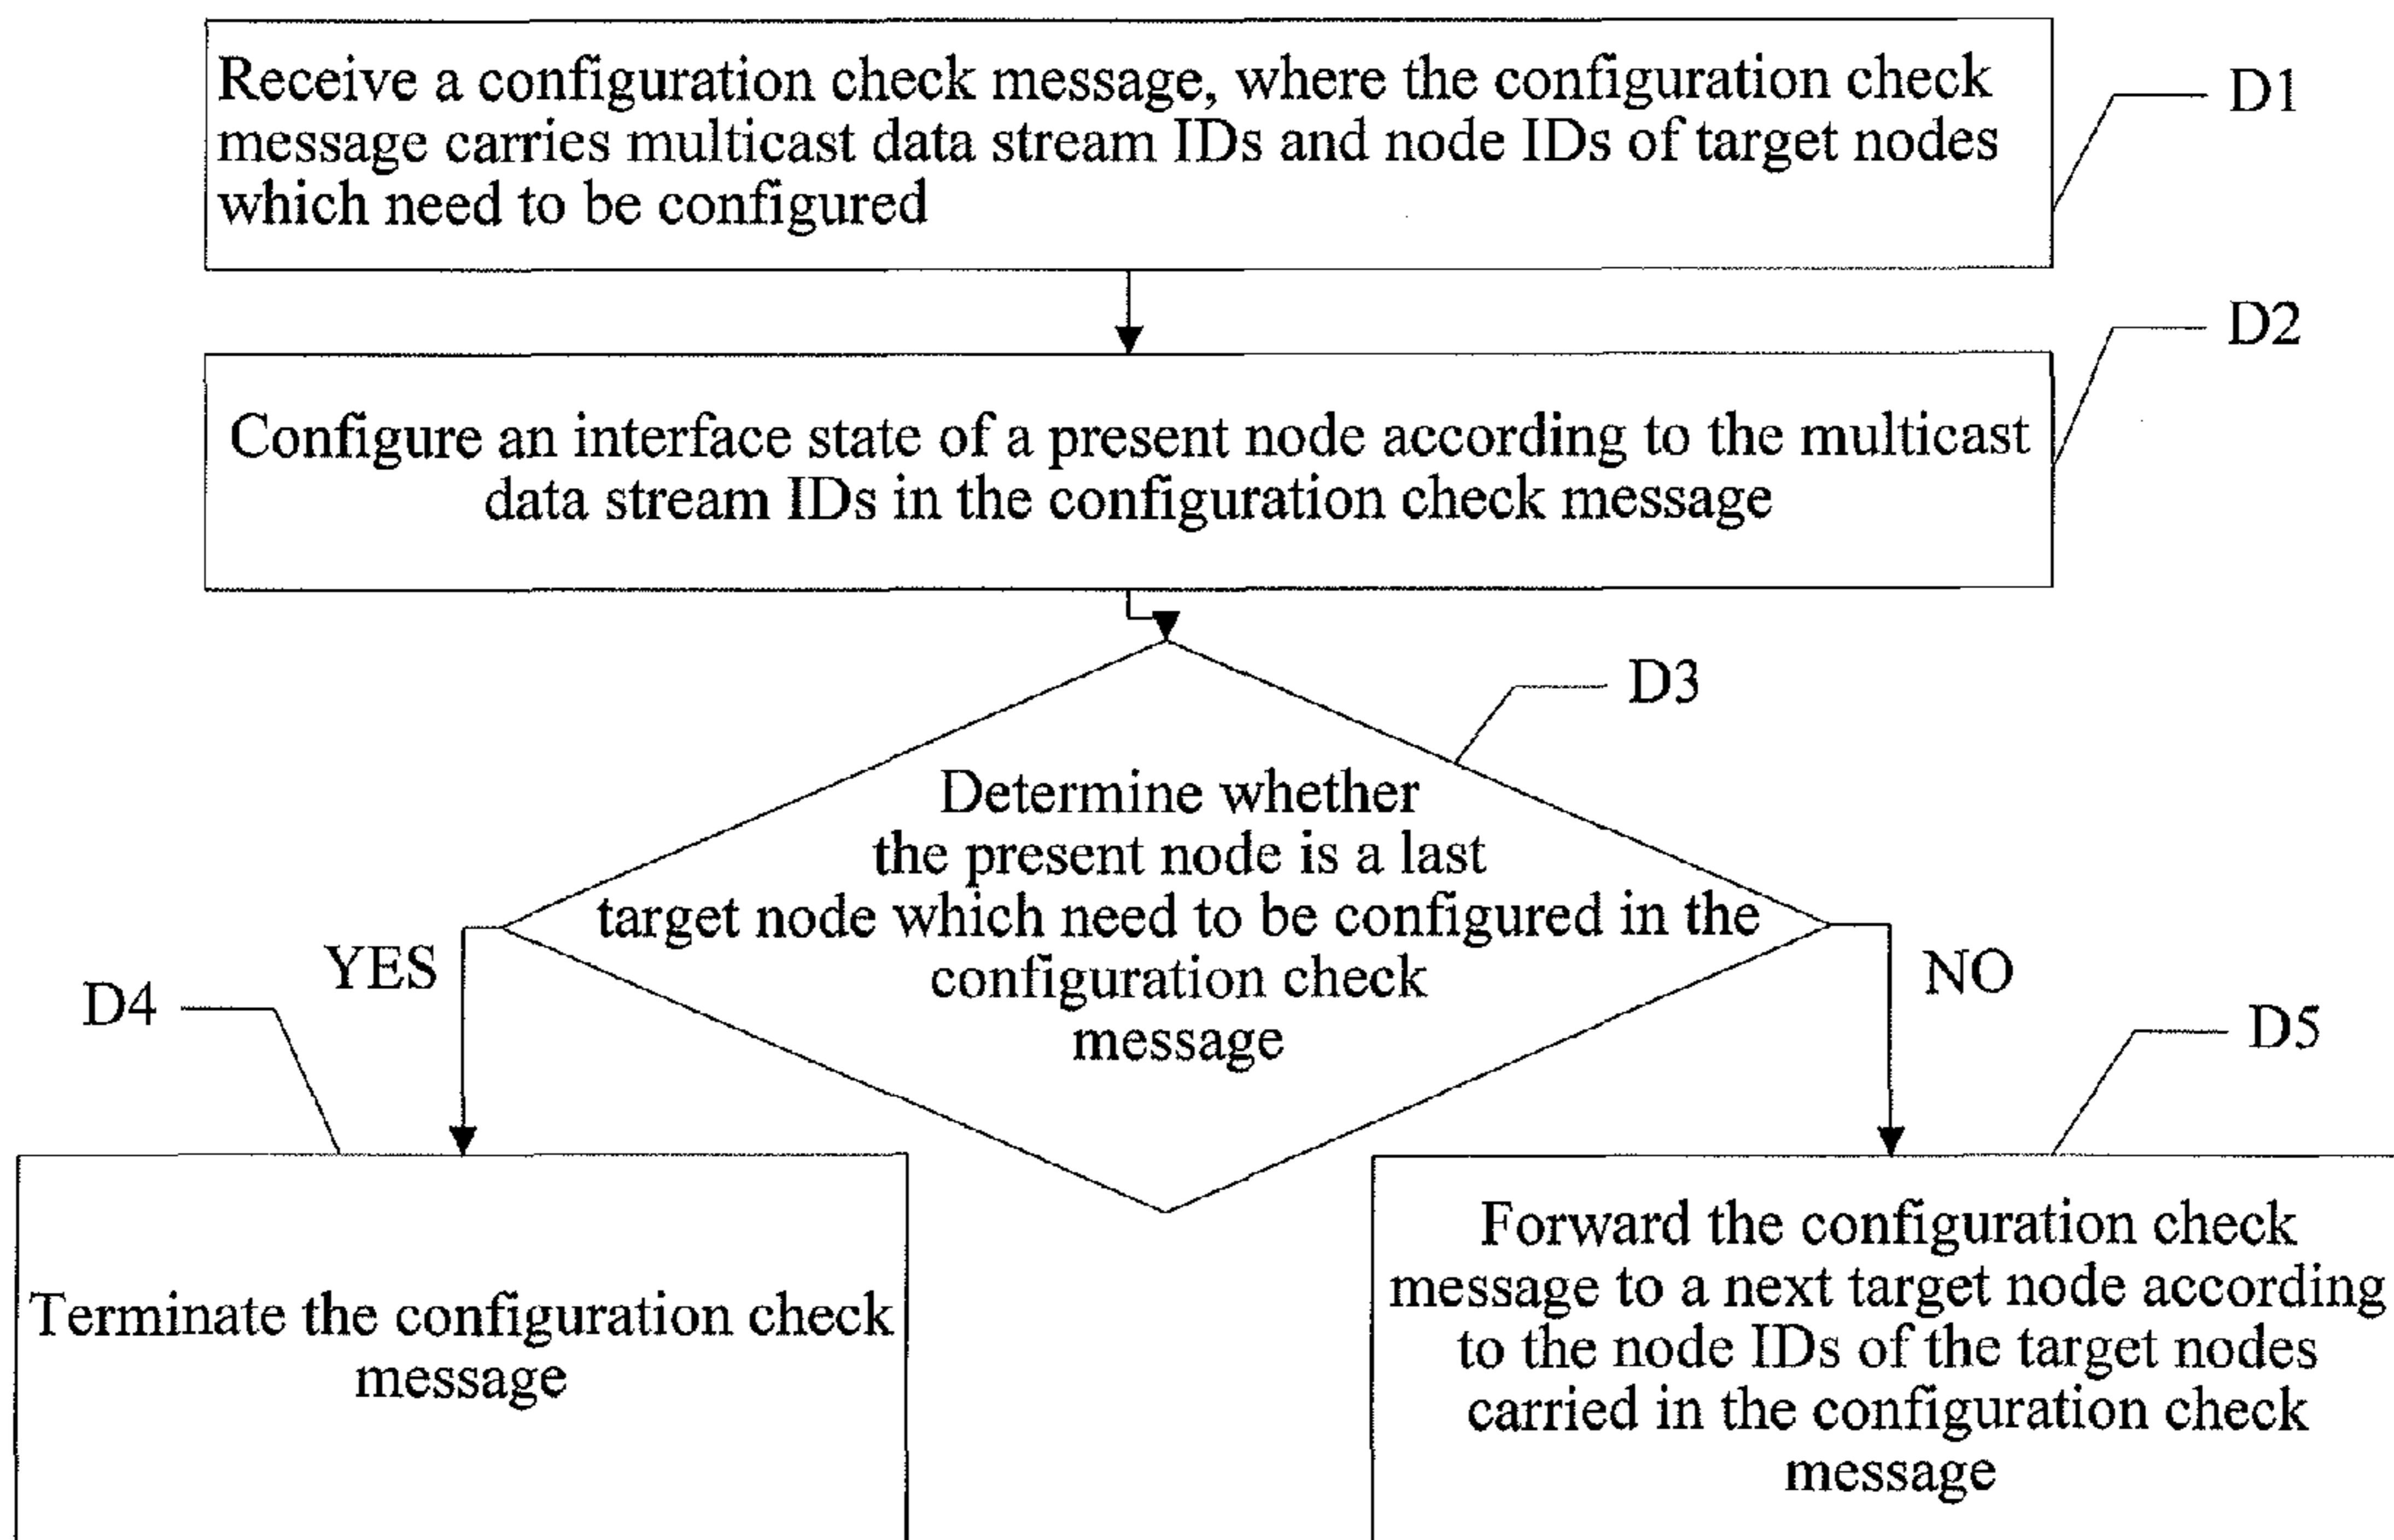 Receive a configuration check message, where the configuration check
message carries multicast data stream IDs and node IDs of target nodes
which need to be configured
D1
D2
Configure an interface state of a present node according to the multicast
data stream IDs in the configuration check message
D3
Determine whether
the present node is a last
target node which need to be configured in the
configuration check
message
YES
NO
D4
D5
Terminate the configuration check
message
Forward the configuration check
message to a next target node according
to the node IDs of the target nodes
carried in the configuration check
message